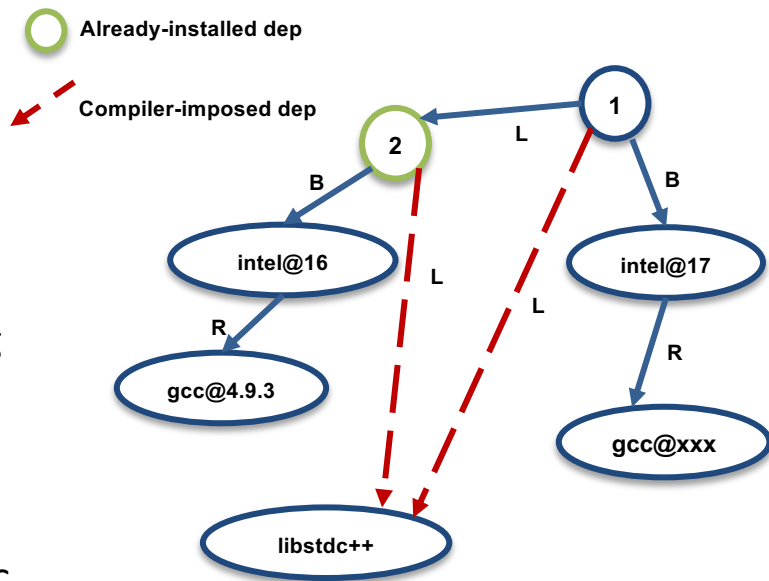 Already-installed dep
Compiler-imposed dep
1
2
L
B
B
intel@16
intel@17
L
L
R
R
gcc@4.9.3
gcc@xxx
libstdc++